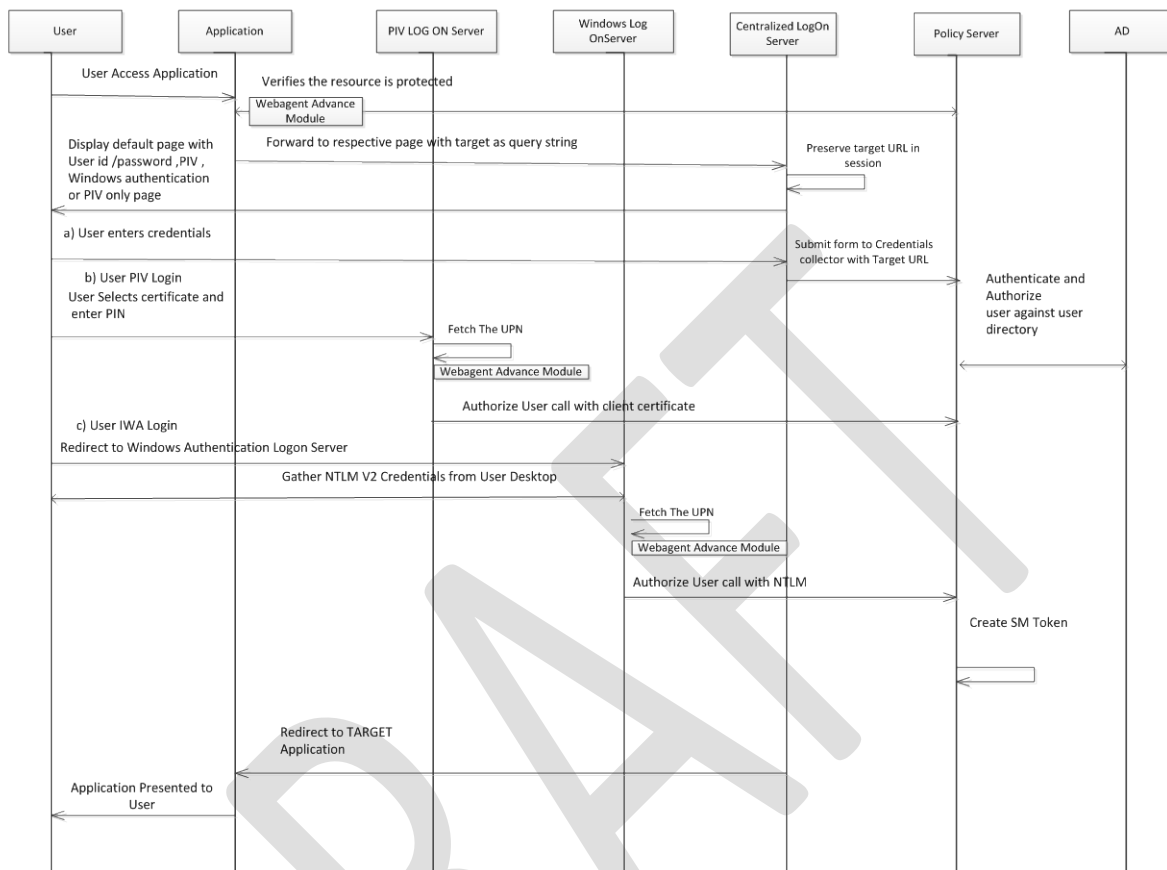 User
Application
PIV LOG ON Server
Windows Log
OnServer
Centralized LogOn
Server
Policy Server
AD
User Access Application
Verifies the resource is protected
Webagent Advance
Module
Display default page with
User id /password ,PIV ,
Windows authentication
or PIV only page
Forward to respective page with target as query string
Preserve target URL in
session
a) User enters credentials
Submit form to Credentials
collector with Target URL
b) User PIV Login
User Selects certificate and
enter PIN
Authenticate and
Authorize
user against user
directory
Fetch The UPN
Webagent Advance Module
Authorize User call with client certificate
c) User IWA Login
Redirect to Windows Authentication Logon Server
Gather NTLM V2 Credentials from User Desktop
Fetch The UPN
Webagent Advance Module
Authorize User call with NTLM
Create SM Token
Redirect to TARGET
Application
Application Presented to
User
DRAFT